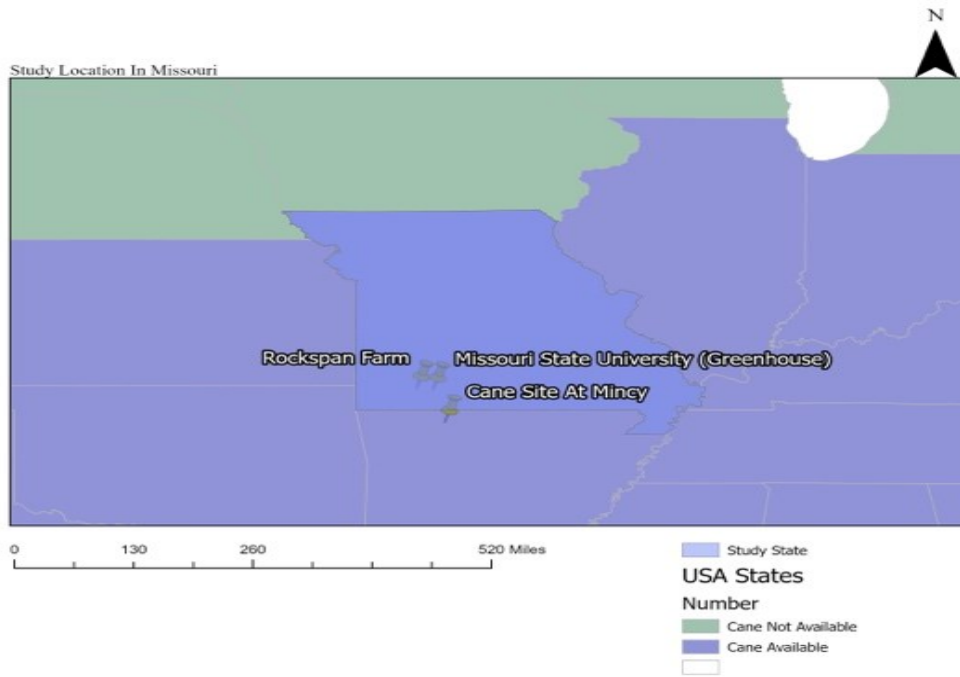 N
Study Location In Missouri
Rockspan Farm
Missouri State University (Greenhouse)
Cane Site At Mincy
0 130 260 520 Miles
Study State
USA States
Number
Cane Not Available
Cane Available